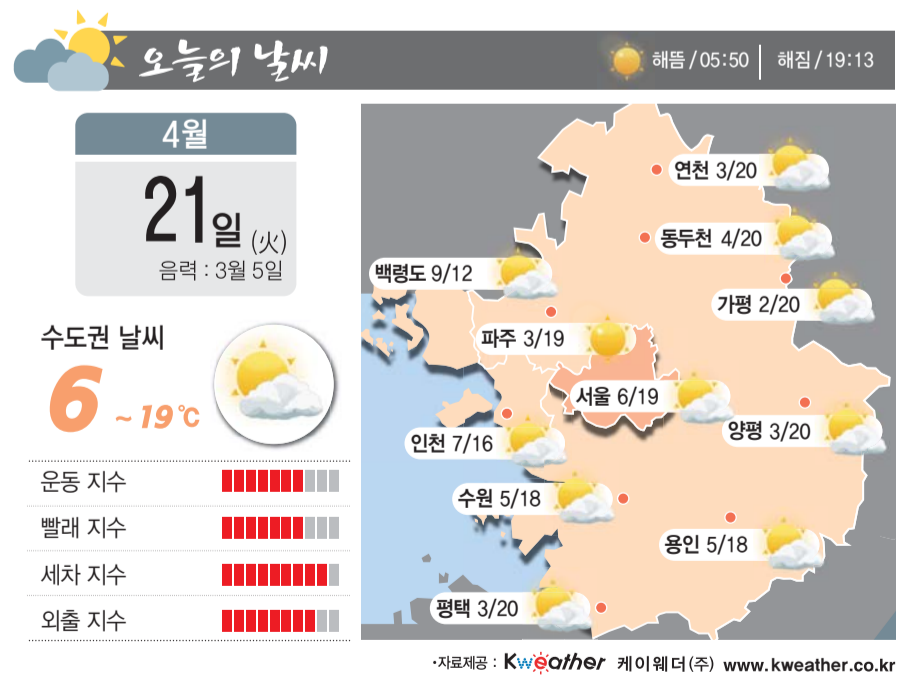 오늘의 날씨
해뜸 / 05:50 해짐 / 19:13
4월
21일 (火)
음력 : 3월 5일
수도권 날씨
6 ~ 19℃
운동 지수
빨래 지수
세차 지수
외출 지수
연천 3/20
동두천 4/20
백령도 9/12
가평 2/20
파주 3/19
서울 6/19
양평 3/20
인천 7/16
수원 5/18
용인 5/18
평택 3/20
·자료제공 : Kweather 케이웨더(주) www.kweather.co.kr